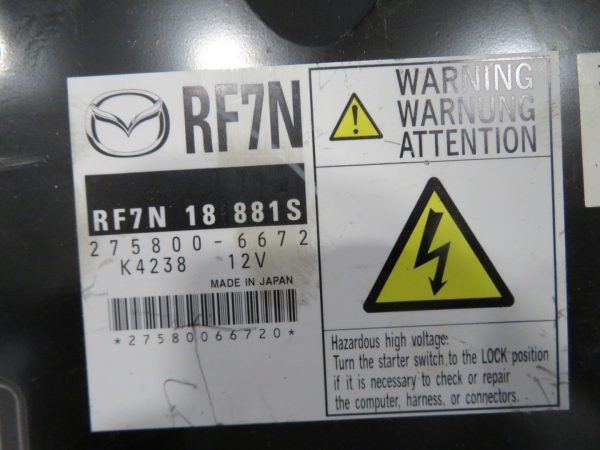 RF7N
RF7N 18 881S
275800-6672
K4238 12V
MADE IN JAPAN
*27580066720*
WARNING
WARNUNG
ATTENTION
Hazardous high voltage.
Turn the starter switch to the LOCK position
if it is necessary to check or repair
the computer, harness, or connectors.